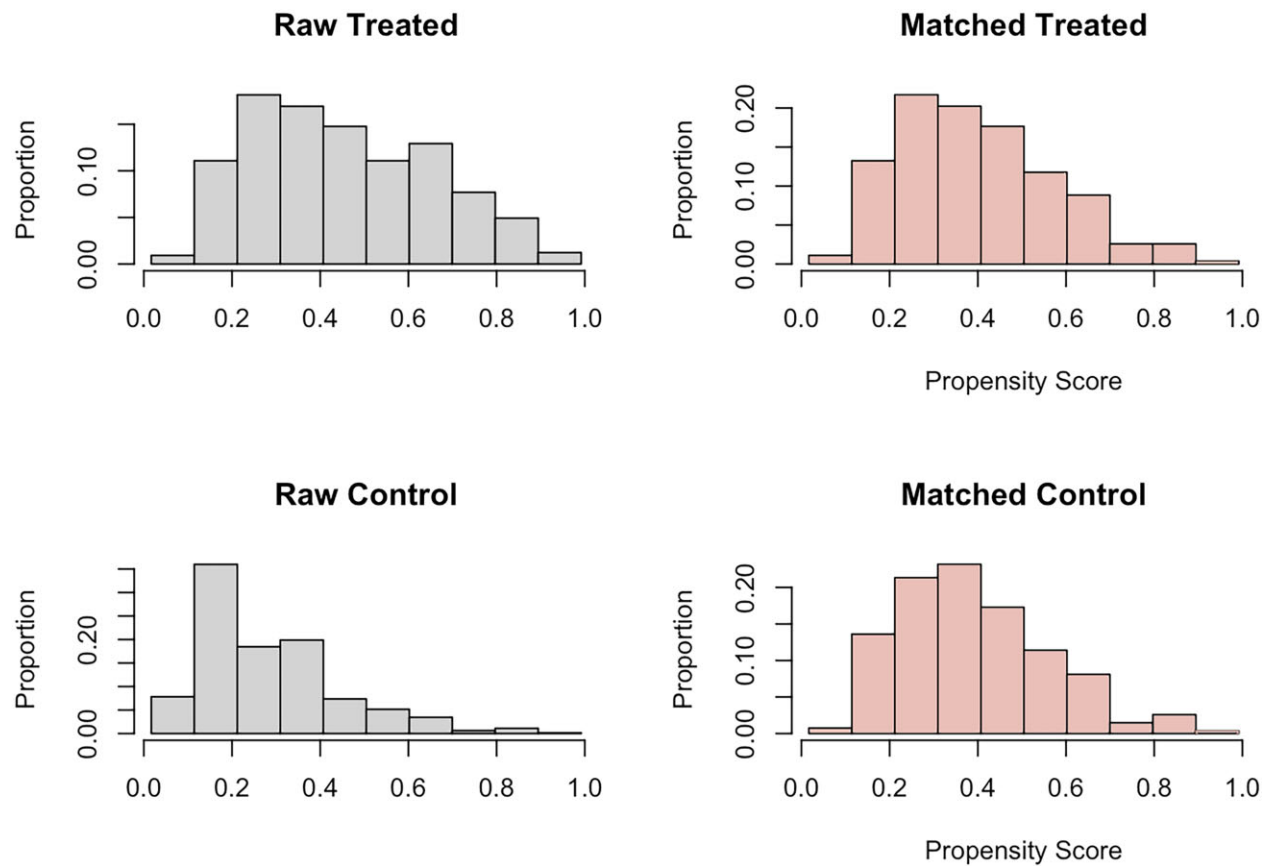 Raw Treated
Proportion
0.00 0.10
0.0 0.2 0.4 0.6 0.8 1.0
Matched Treated
Proportion
0.00 0.10 0.20
0.0 0.2 0.4 0.6 0.8 1.0
Propensity Score
Raw Control
Proportion
0.00 0.20
0.0 0.2 0.4 0.6 0.8 1.0
Matched Control
Proportion
0.00 0.10 0.20
0.0 0.2 0.4 0.6 0.8 1.0
Propensity Score